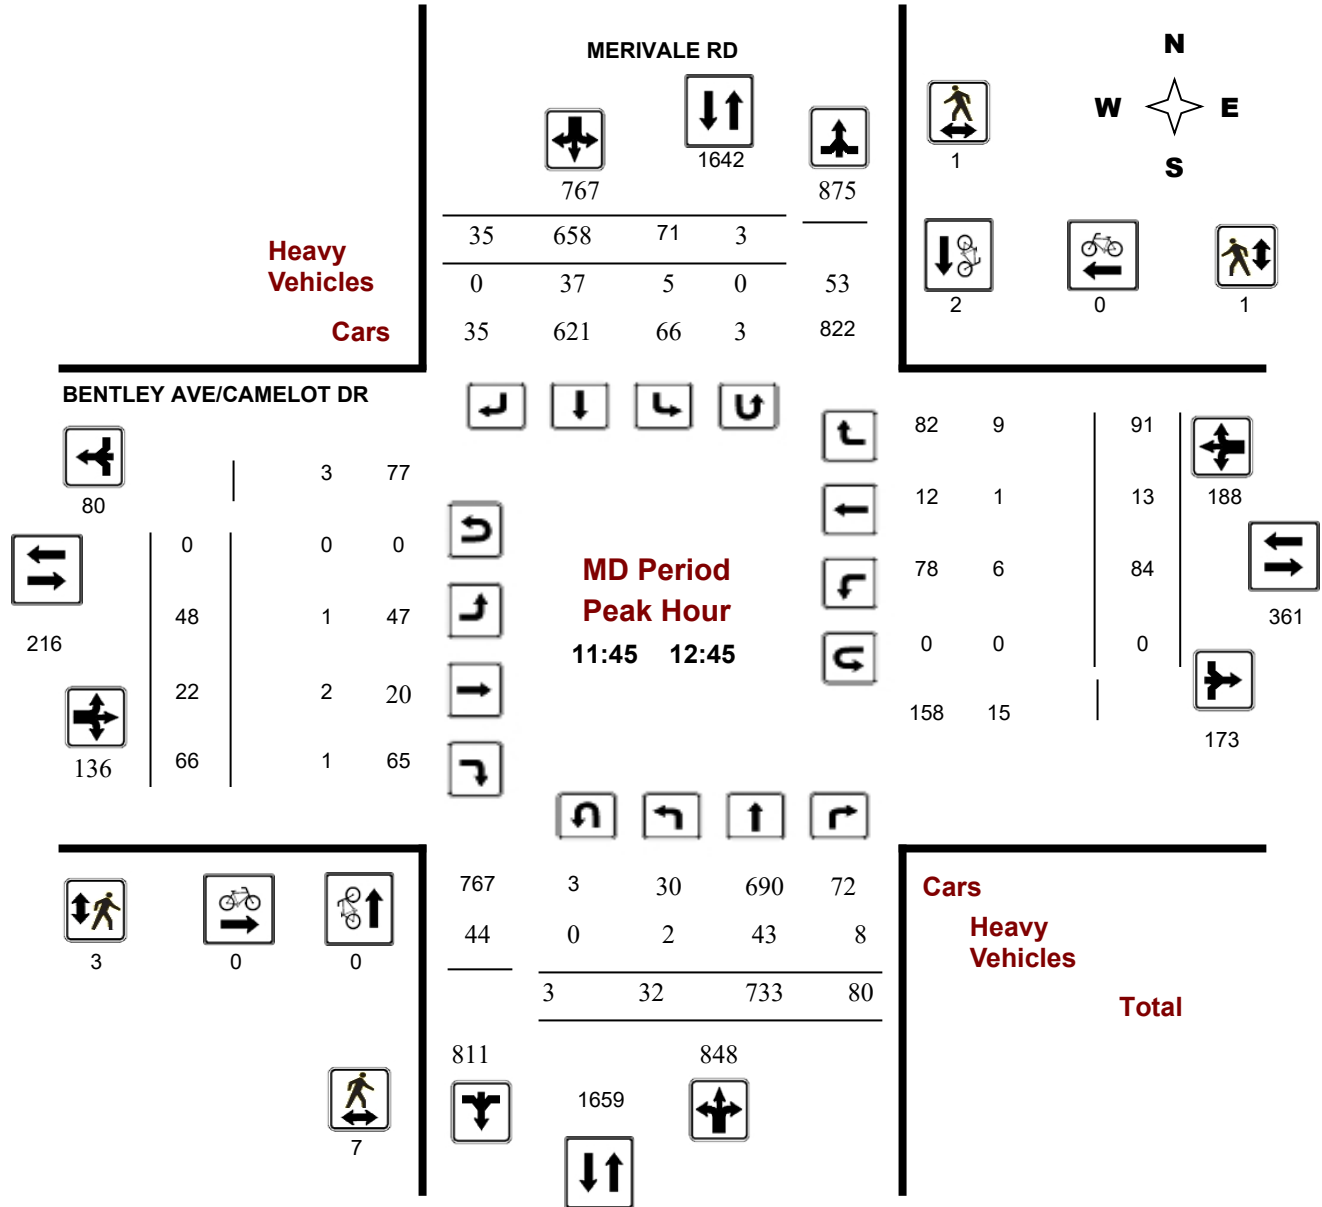 MERIVALE RD
N
W E
S
1642
1
767 875
35 658 71 3
Heavy
Vehicles
0 37 5 0 53
Cars
35 621 66 3 822
2 0 1
BENTLEY AVE/CAMELOT DR
82 9 91
3 77
80
12 1 13 188
0 0 0
MD Period
78 6 84
Peak Hour
48 1 47
361
216
11:45 12:45
0 0 0
22 2 20
158 15
173
136 66 1 65
767 3 30 690 72
Cars
44 0 2 43 8
Heavy
Vehicles
3 0 0
3 32 733 80
Total
811 848
1659
7